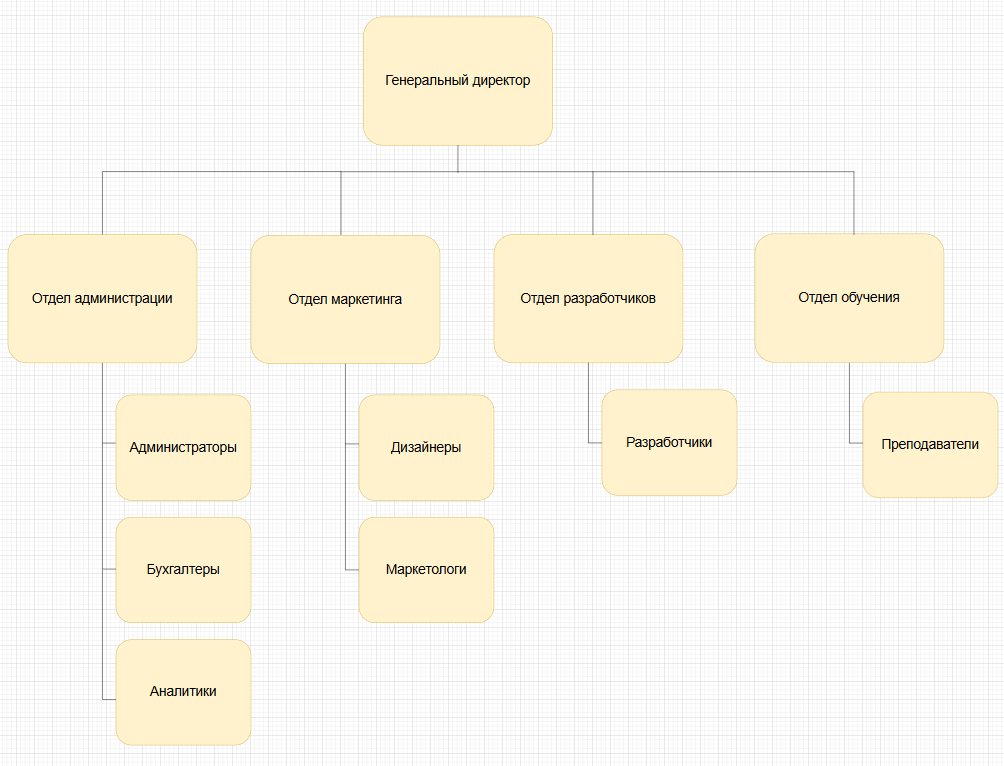 Генеральный директор
Отдел администрации
Отдел маркетинга
Отдел разработчиков
Отдел обучения
Администраторы
Дизайнеры
Разработчики
Преподаватели
Бухгалтеры
Маркетологи
Аналитики